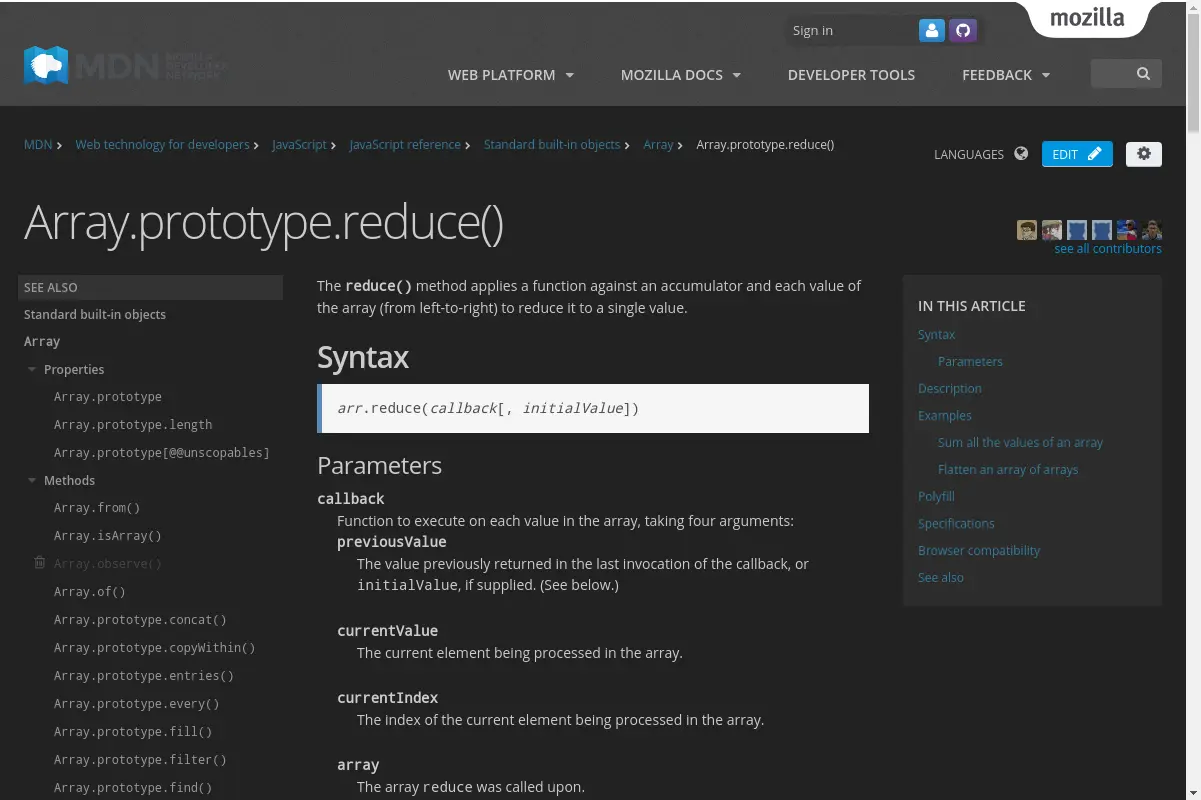 mozilla
Sign in
MDN MOZILLA DEVELOPER NETWORK
WEB PLATFORM
MOZILLA DOCS
DEVELOPER TOOLS
FEEDBACK
MDN
Web technology for developers
JavaScript
JavaScript reference
Standard built-in objects
Array
Array.prototype.reduce()
LANGUAGES
EDIT
Array.prototype.reduce()
see all contributors
SEE ALSO
Standard built-in objects
Array
Properties
Array.prototype
Array.prototype.length
Array.prototype[@@unscopables]
Methods
Array.from()
Array.isArray()
Array.observe()
Array.of()
Array.prototype.concat()
Array.prototype.copyWithin()
Array.prototype.entries()
Array.prototype.every()
Array.prototype.fill()
Array.prototype.filter()
Array.prototype.find()
The reduce() method applies a function against an accumulator and each value of
the array (from left-to-right) to reduce it to a single value.
Syntax
arr.reduce(callback[, initialValue])
Parameters
callback
Function to execute on each value in the array, taking four arguments:
previousValue
The value previously returned in the last invocation of the callback, or
initialValue, if supplied. (See below.)
currentValue
The current element being processed in the array.
currentIndex
The index of the current element being processed in the array.
array
The array reduce was called upon.
IN THIS ARTICLE
Syntax
Parameters
Description
Examples
Sum all the values of an array
Flatten an array of arrays
Polyfill
Specifications
Browser compatibility
See also